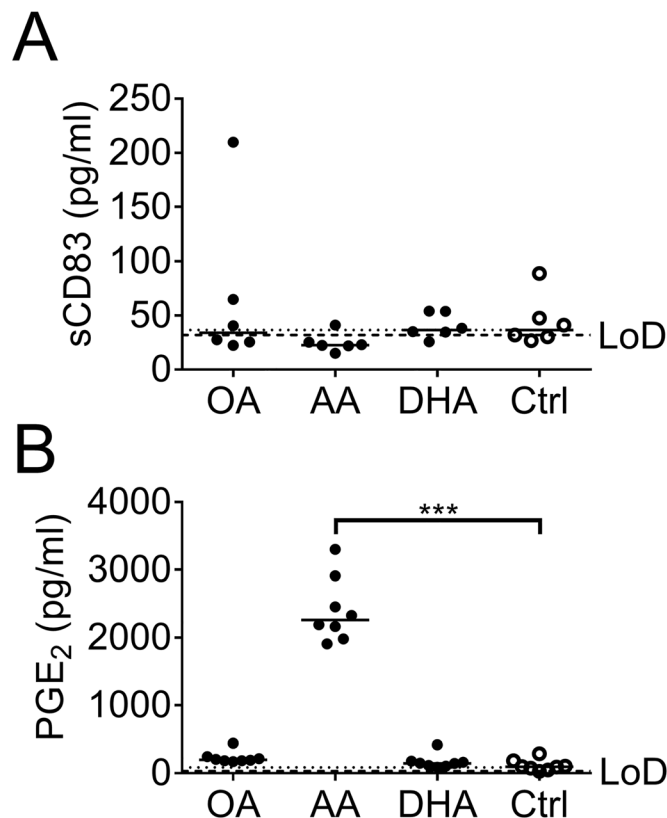 A
sCD83 (pg/ml)
250
200
150
100
50
0
LoD
OA AA DHA Ctrl
B
PGE₂ (pg/ml)
4000
***
3000
2000
1000
0
LoD
OA AA DHA Ctrl